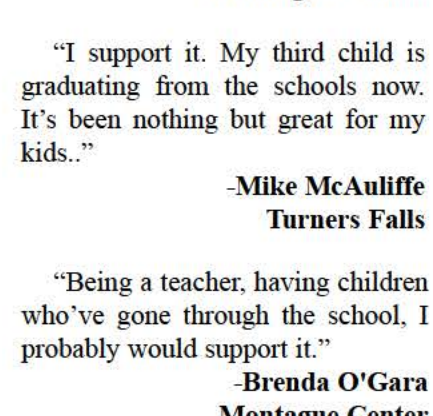 “I support it. My third child is
graduating from the schools now.
It’s been nothing but great for my
kids..”
-Mike McAuliffe
Turners Falls
“Being a teacher, having children
who’ve gone through the school, I
probably would support it.”
-Brenda O'Gara
Montague Center